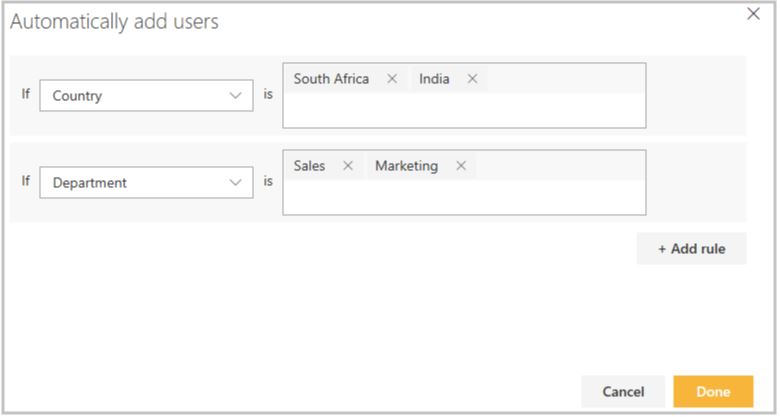 Automatically add users
If Country is South Africa India
If Department is Sales Marketing
+ Add rule
Cancel Done